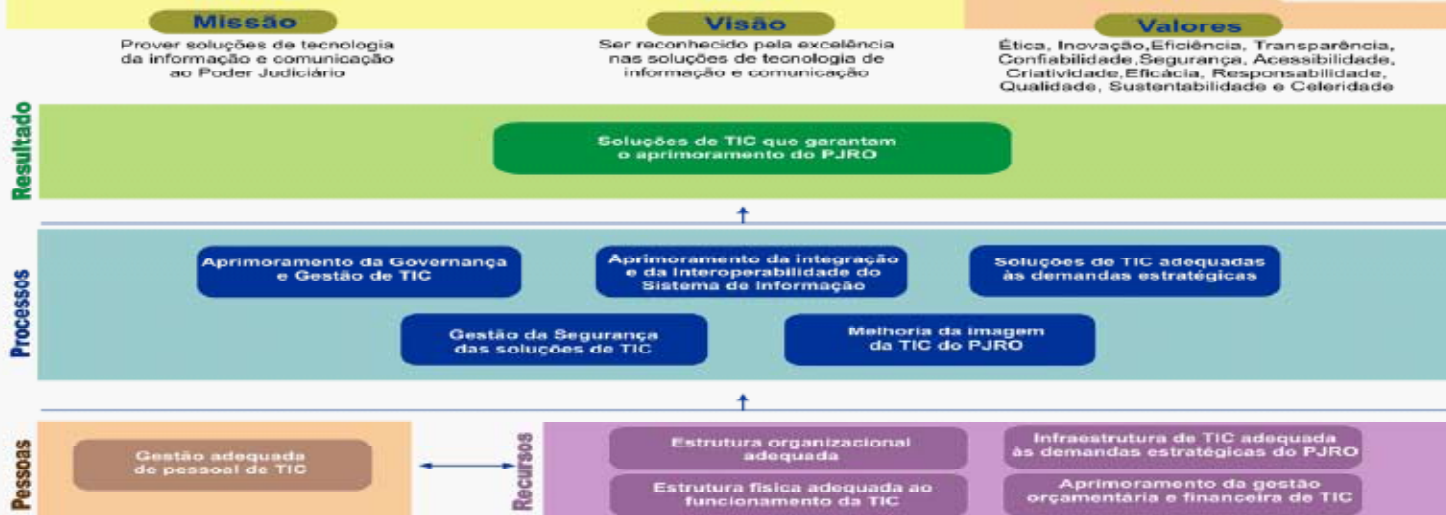 Missão
Prover soluções de tecnologia
da informação e comunicação
ao Poder Judiciário
Visão
Ser reconhecido pela excelência
nas soluções de tecnologia de
informação e comunicação
Valores
Ética, Inovação,Eficiência, Transparência,
Confiabilidade,Segurança, Acessibilidade,
Criatividade,Eficácia, Responsabilidade,
Qualidade, Sustentabilidade e Celeridade
Resultado
Soluções de TIC que garantam
o aprimoramento do PJRO
Processos
Aprimoramento da Governança
e Gestão de TIC
Aprimoramento da integração
e da Interoperabilidade do
Sistema de Informação
Soluções de TIC adequadas
às demandas estratégicas
Gestão da Segurança
das soluções de TIC
Melhoria da imagem
da TIC do PJRO
Pessoas
Gestão adequada
de pessoal de TIC
Recursos
Estrutura organizacional
adequada
Infraestrutura de TIC adequada
às demandas estratégicas do PJRO
Estrutura física adequada ao
funcionamento da TIC
Aprimoramento da gestão
orçamentária e financeira de TIC